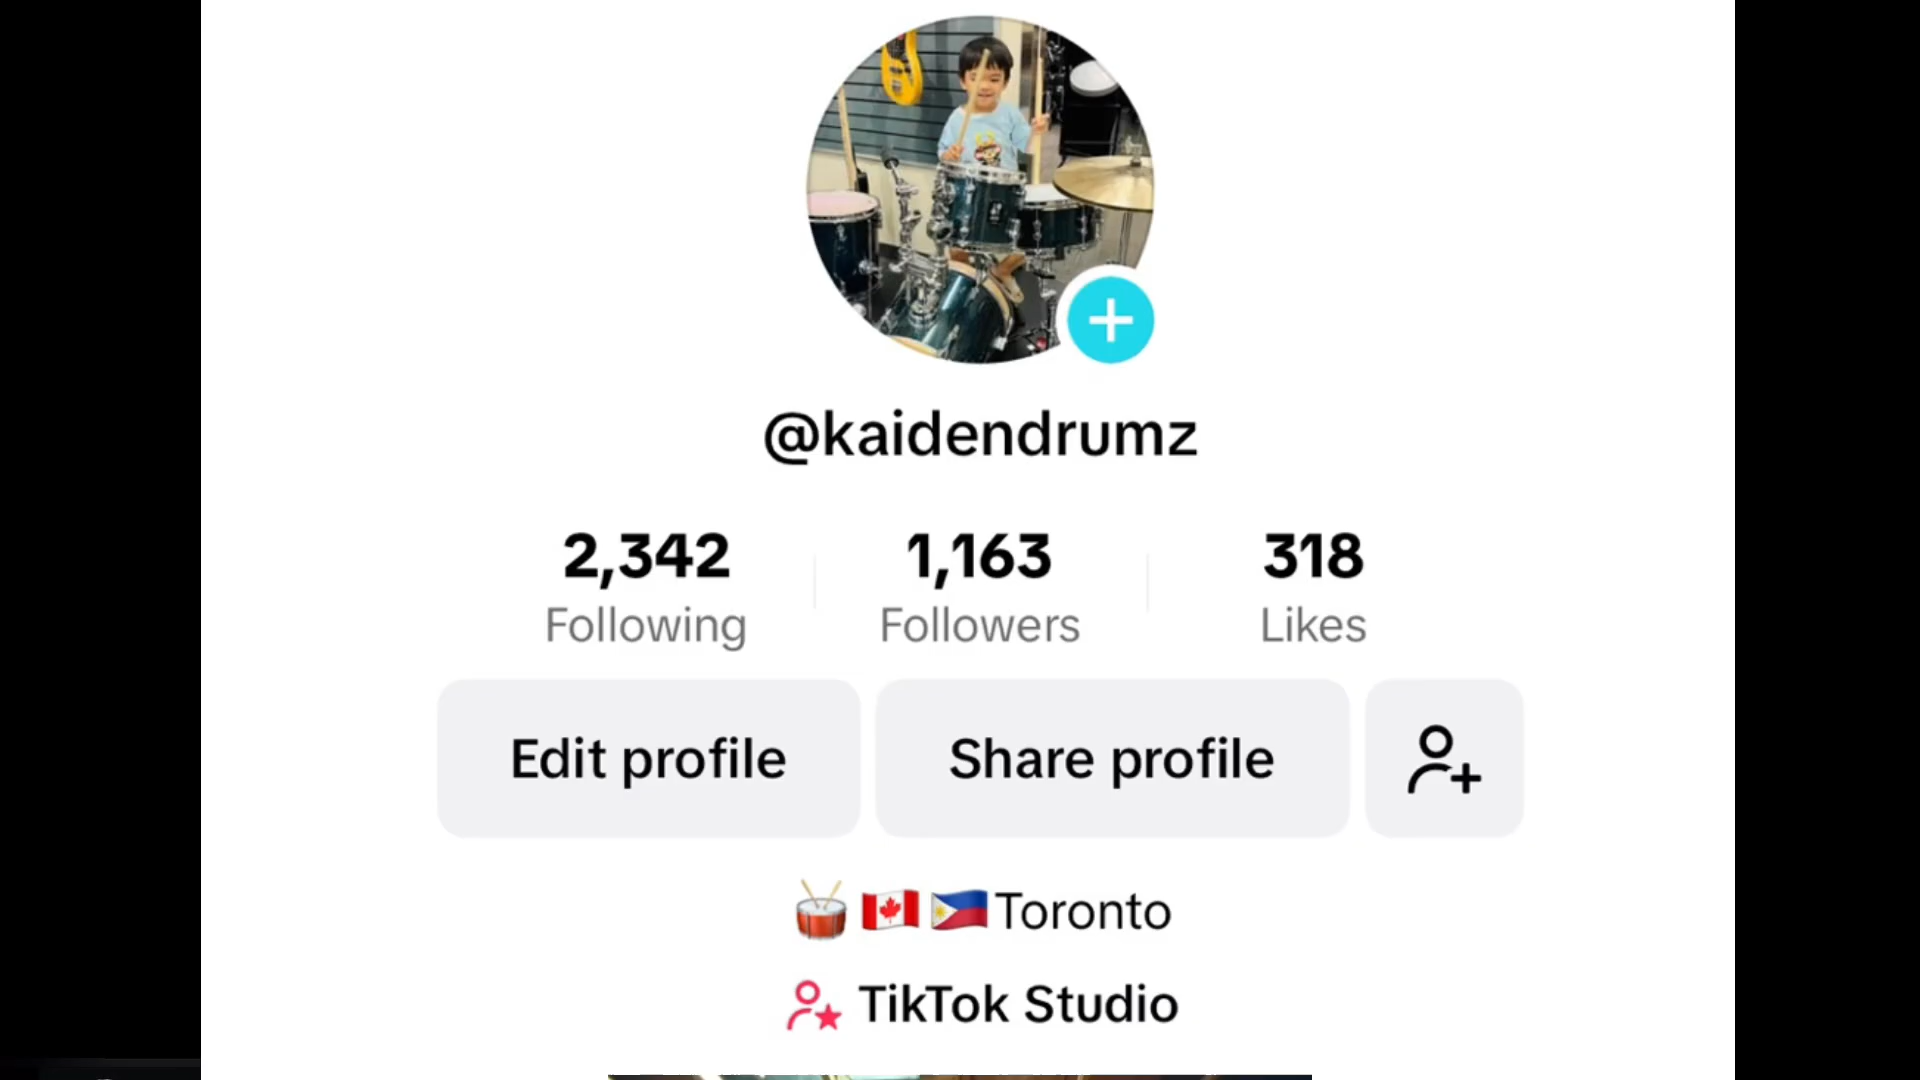 @kaidendrumz
2,342 1,163 318
Following Followers Likes
Edit profile Share profile
Toronto
TikTok Studio